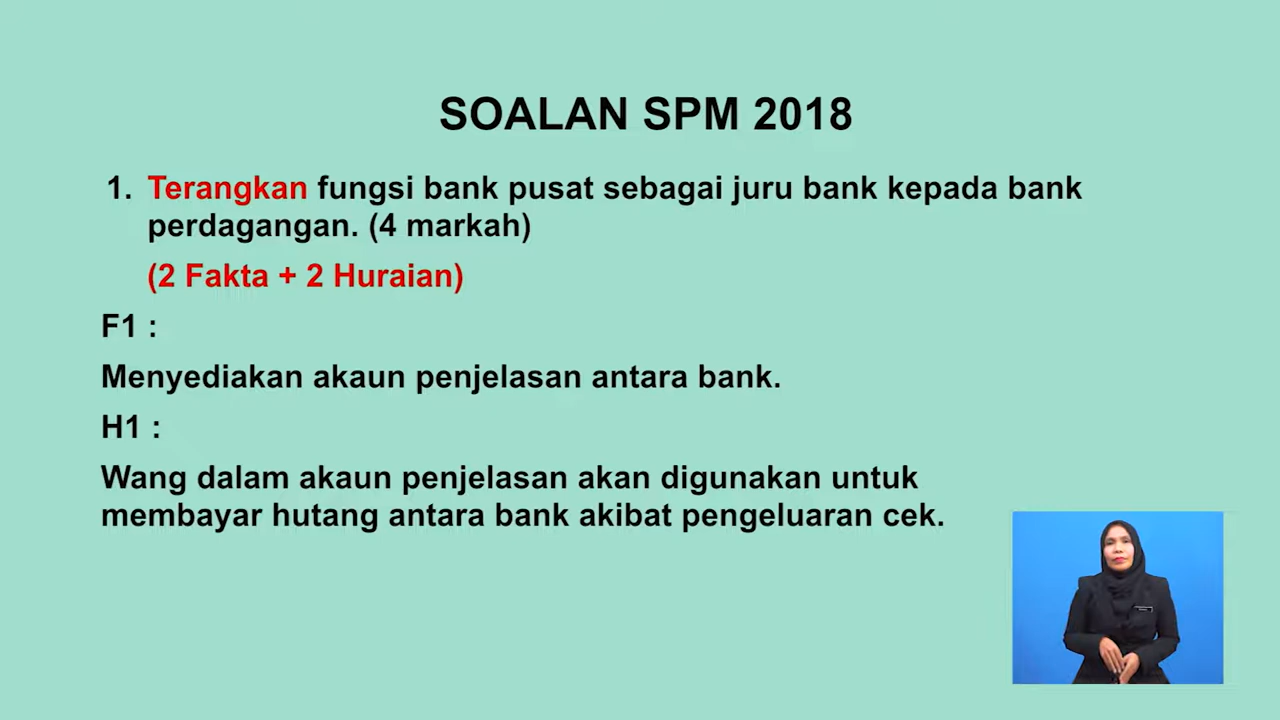 SOALAN SPM 2018
1. Terangkan fungsi bank pusat sebagai juru bank kepada bank
perdagangan. (4 markah)
(2 Fakta + 2 Huraian)
F1 :
Menyediakan akaun penjelasan antara bank.
H1 :
Wang dalam akaun penjelasan akan digunakan untuk
membayar hutang antara bank akibat pengeluaran cek.